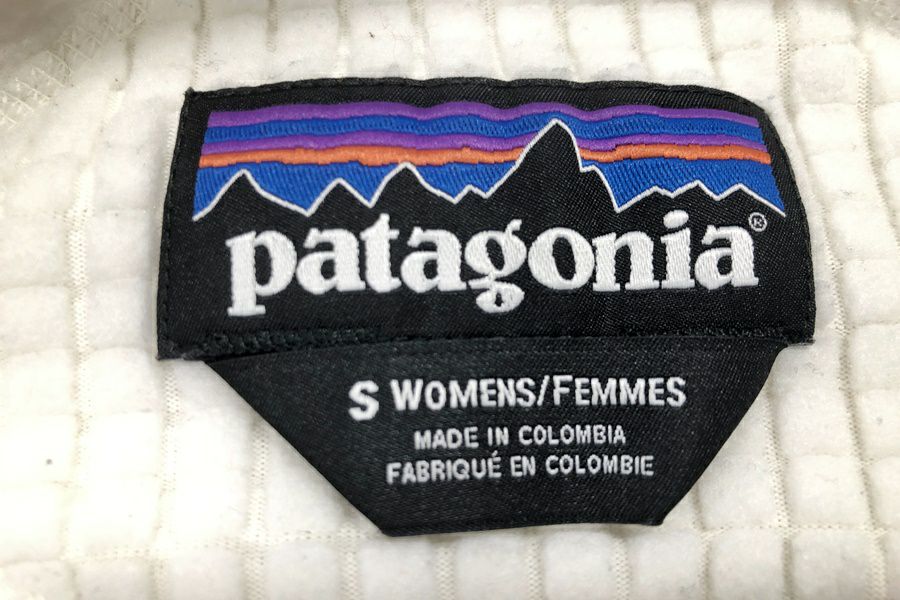 patagonia®
S WOMENS/FEMMES
MADE IN COLOMBIA
FABRIQUÉ EN COLOMBIE